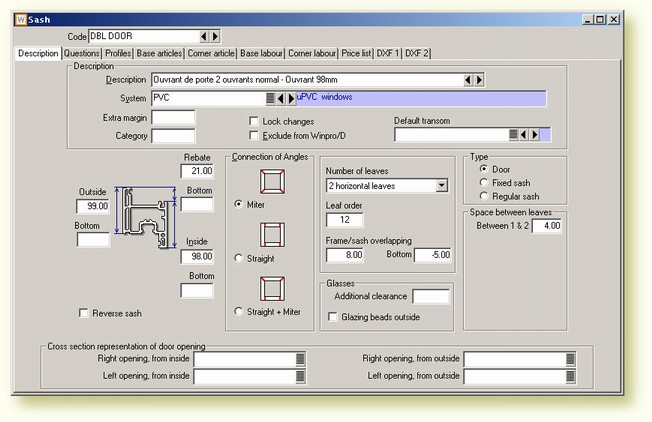 W Sash
Code DBL DOOR
Description Questions Profiles Base articles Corner article Base labour Corner labour Price list DXF 1 DXF 2
Description
Description Ouvrant de porte 2 ouvrants normal - Ouvrant 98mm
System PVC uPVC windows
Extra margin
Lock changes
Default transom
Category
Exclude from Winpro/D
Rebate
21.00
Outside
99.00
Bottom
Bottom
Inside
98.00
Bottom
Reverse sash
Connection of Angles
Miter
Straight
Straight + Miter
Number of leaves
2 horizontal leaves
Leaf order
12
Frame/sash overlapping
8.00 Bottom -5.00
Glasses
Additional clearance
Glazing beads outside
Type
Door
Fixed sash
Regular sash
Space between leaves
Between 1 & 2 4.00
Cross section representation of door opening
Right opening, from inside Right opening, from outside
Left opening, from inside Left opening, from outside